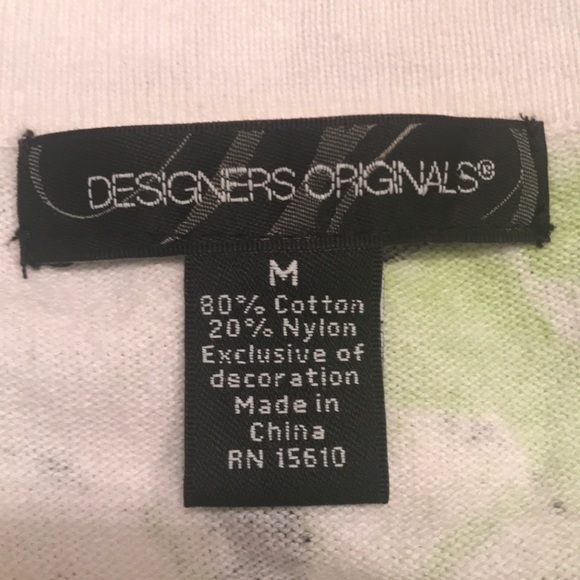 DESIGNERS ORIGINALS®
M
80% Cotton
20% Nylon
Exclusive of
decoration
Made in
China
RN 15610